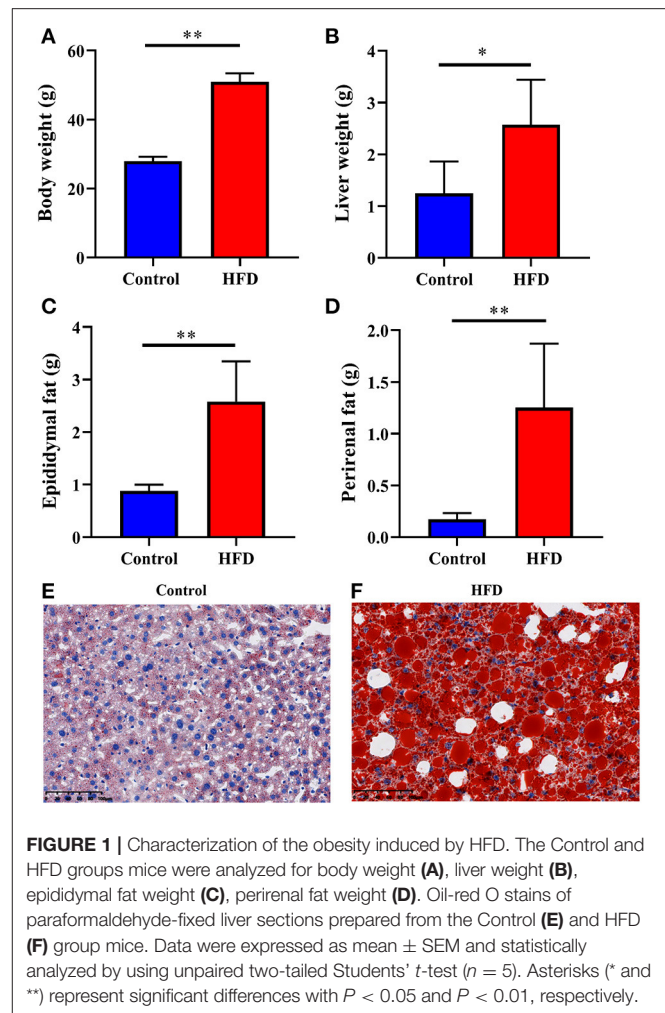 A
**
Body weight (g)
60
40
20
0
Control HFD
B
*
Liver weight (g)
4
3
2
1
0
Control HFD
C
**
Epididymal fat (g)
4
3
2
1
0
Control HFD
D
**
Perirenal fat (g)
2.0
1.5
1.0
0.5
0.0
Control HFD
E Control
F HFD
FIGURE 1 | Characterization of the obesity induced by HFD. The Control and
HFD groups mice were analyzed for body weight (A), liver weight (B),
epididymal fat weight (C), perirenal fat weight (D). Oil-red O stains of
paraformaldehyde-fixed liver sections prepared from the Control (E) and HFD
(F) group mice. Data were expressed as mean ± SEM and statistically
analyzed by using unpaired two-tailed Students' t-test (n = 5). Asterisks (* and
**) represent significant differences with P < 0.05 and P < 0.01, respectively.